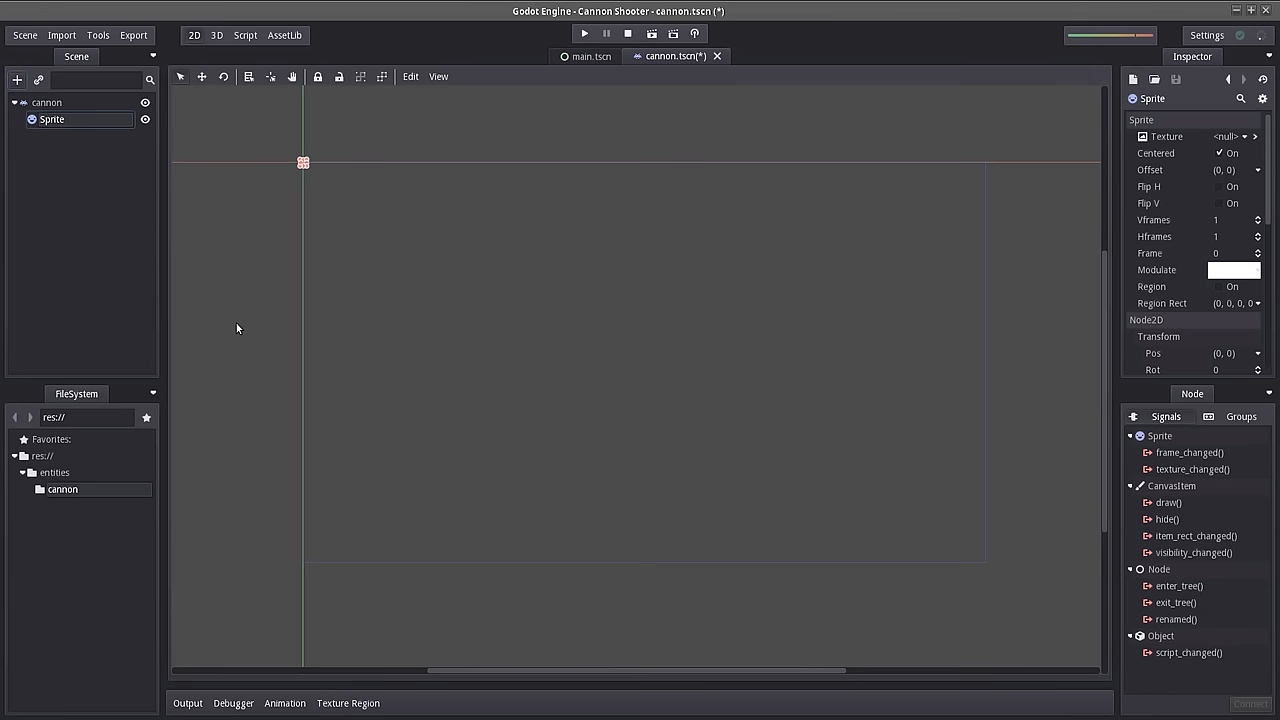 Godot Engine - Cannon Shooter - cannon.tscn (*)
Scene Import Tools Export 2D 3D Script AssetLib Settings
Scene main.tscn cannon.tscn(*) Inspector
Edit View
cannon Sprite
Sprite
Sprite
Texture <null>
Centered On
Offset (0, 0)
Flip H On
Flip V On
Vframes 1
Hframes 1
Frame 0
Modulate
Region On
Region Rect (0, 0, 0, 0
Node2D
Transform
Pos (0, 0)
Rot 0
FileSystem Node
res:// Signals Groups
Favorites:
res://
entities
cannon
Sprite
frame_changed()
texture_changed()
CanvasItem
draw()
hide()
item_rect_changed()
visibility_changed()
Node
enter_tree()
exit_tree()
renamed()
Object
script_changed()
Output Debugger Animation Texture Region Connect